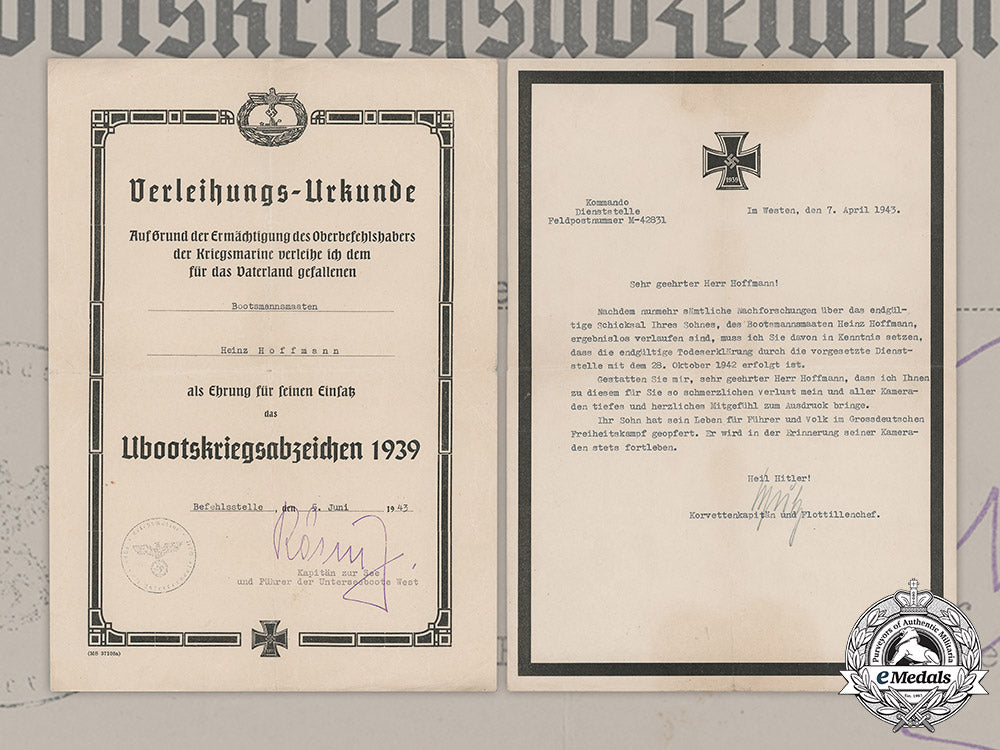 Ubootskriegsabzeichen
Verleihungs-Urkunde
Auf Grund der Ermächtigung des Oberbefehlshabers
der Kriegsmarine verleihe ich dem
für das Vaterland gefallenen
Bootsmannsmaaten
Heinz Hoffmann
als Ehrung für seinen Einsatz
das
Ubootskriegsabzeichen 1939
Befehlsstelle , den 5. Juni 1943
Rösing
Kapitän zur See
und Führer der Unterseeboote West
(MB 37103a)
1939
Kommando
Dienststelle
Feldpostnummer M-42831
Im Westen, den 7. April 1943.
Sehr geehrter Herr Hoffmann!
Nachdem nunmehr sämtliche Nachforschungen über das endgül-
tige Schicksal Ihres Sohnes, des Bootsmannsmaaten Heinz Hoffmann,
ergebnislos verlaufen sind, muss ich Sie davon in Kenntnis setzen,
dass die endgültige Todeserklärung durch die vorgesetzte Dienst-
stelle mit dem 28. Oktober 1942 erfolgt ist.
Gestatten Sie mir, sehr geehrter Herr Hoffmann, dass ich Ihnen
zu diesem für Sie so schmerzlichen Verlust mein und aller Kamera-
den tiefes und herzliches Mitgefühl zum Ausdruck bringe.
Ihr Sohn hat sein Leben für Führer und Volk im Grossdeutschen
Freiheitskampf geopfert. Er wird in der Erinnerung seiner Kamera-
den stets fortleben.
Heil Hitler!
Korvettenkapitän und Flottillenchef.
Purveyors of Authentic Militaria
eMedals